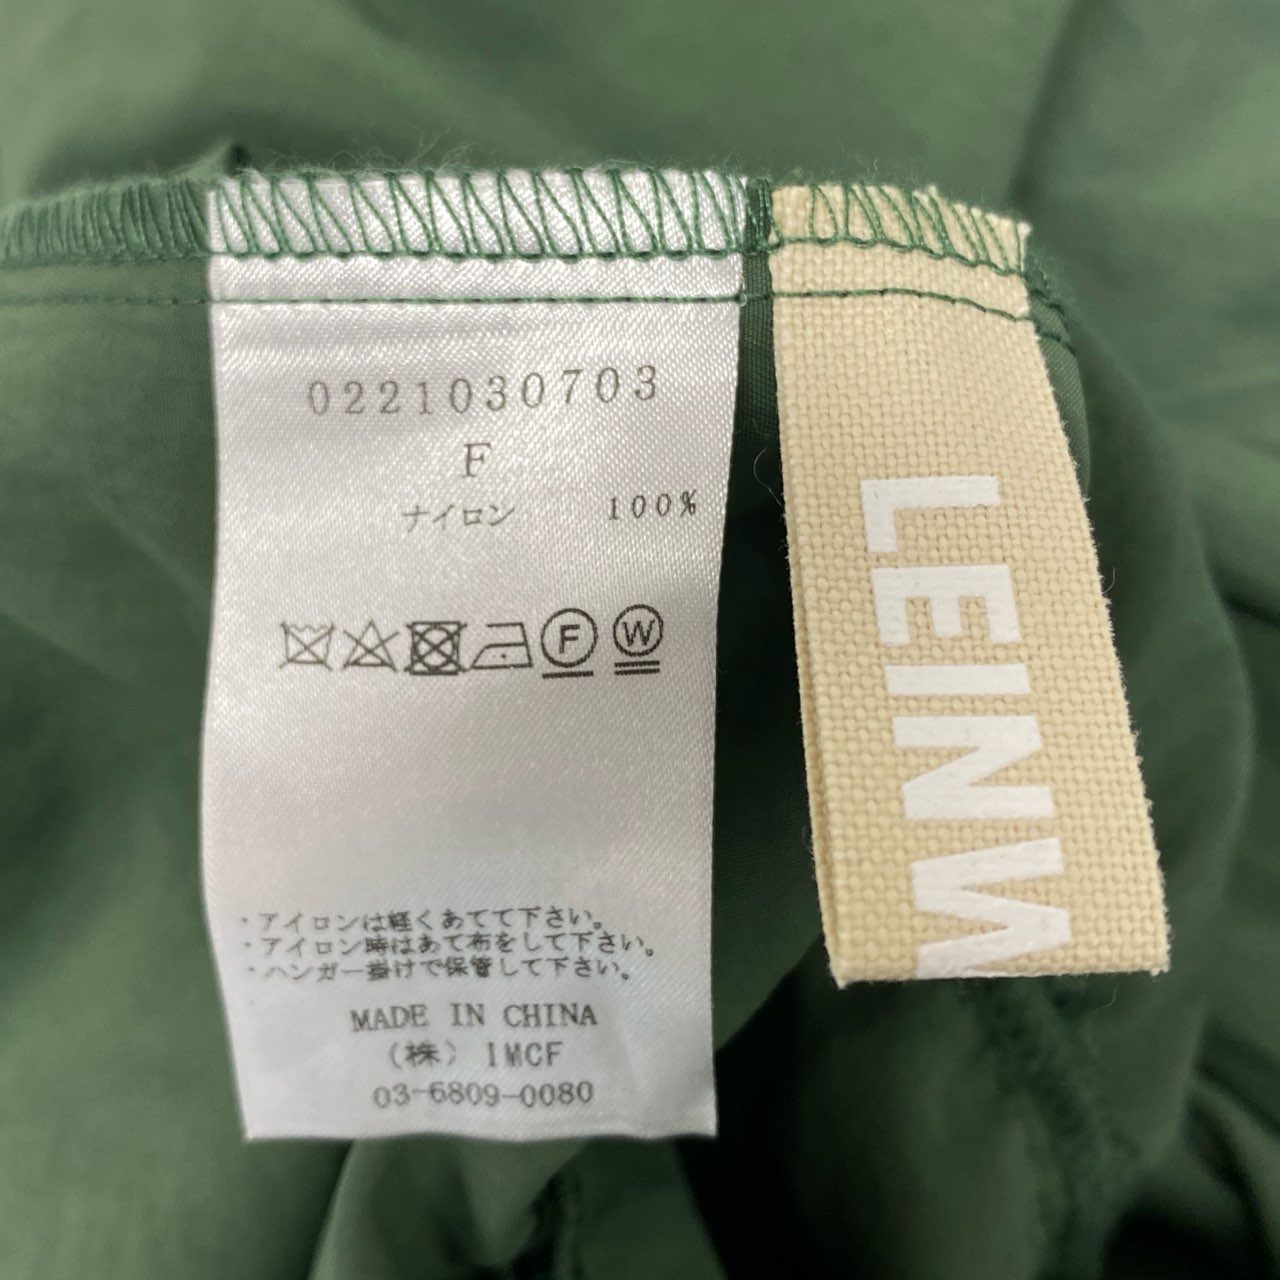 0221030703
F
ナイロン 100%
F W
・アイロンは軽くあてて下さい。
・アイロン時はあて布をして下さい。
・ハンガー掛けで保管して下さい。
MADE IN CHINA
(株) IMCF
03-6809-0080
LEINW